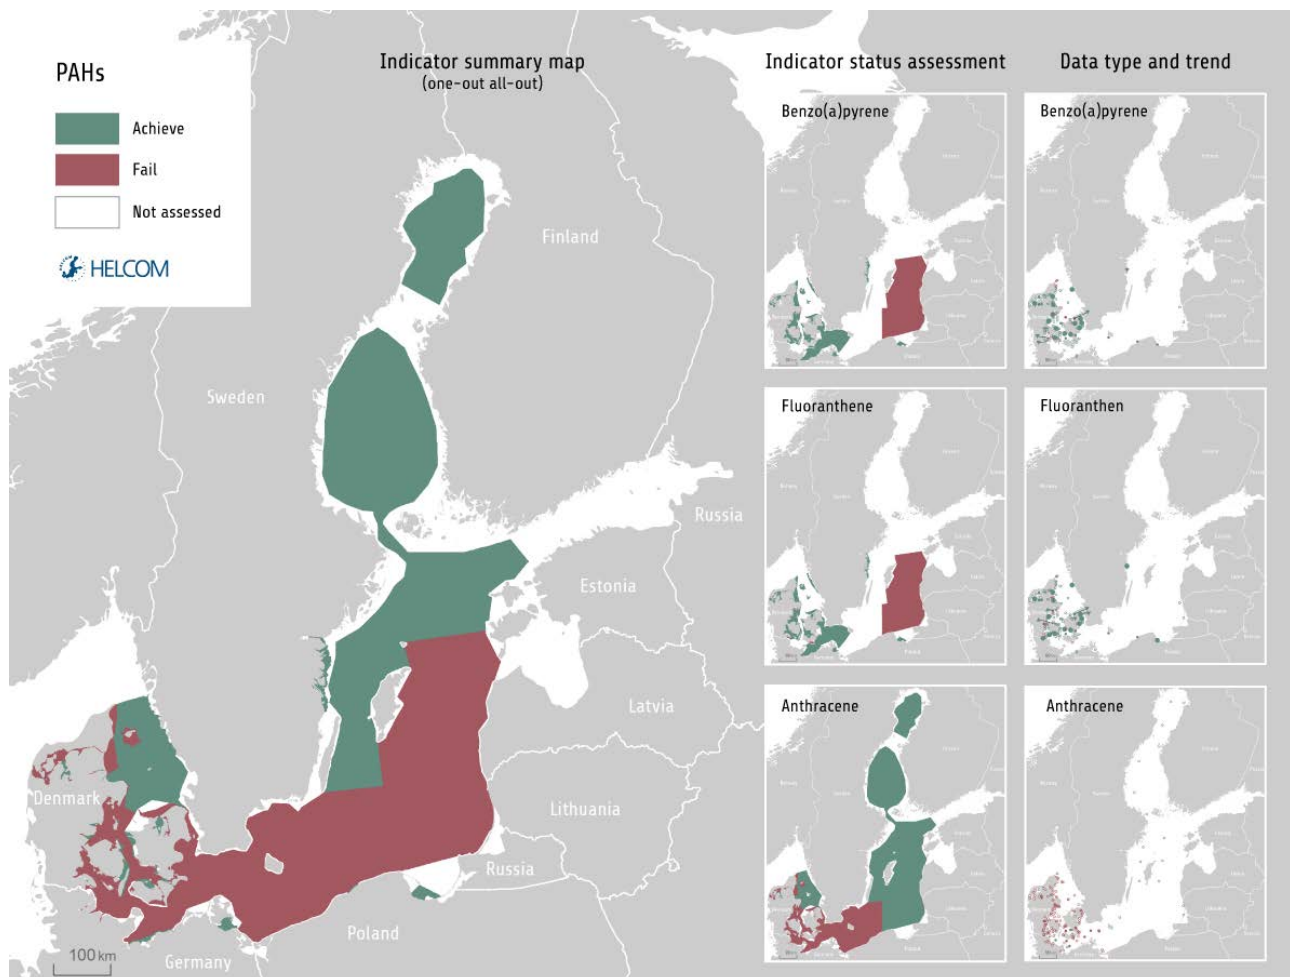 PAHs
Achieve
Fail
Not assessed
HELCOM
Indicator summary map
(one-out all-out)
Finland
Sweden
Russia
Estonia
Latvia
Lithuania
Denmark
Russia
Poland
Germany
100 km
Indicator status assessment
Data type and trend
Benzo(a)pyrene
Benzo(a)pyrene
Fluoranthene
Fluoranthen
Anthracene
Anthracene